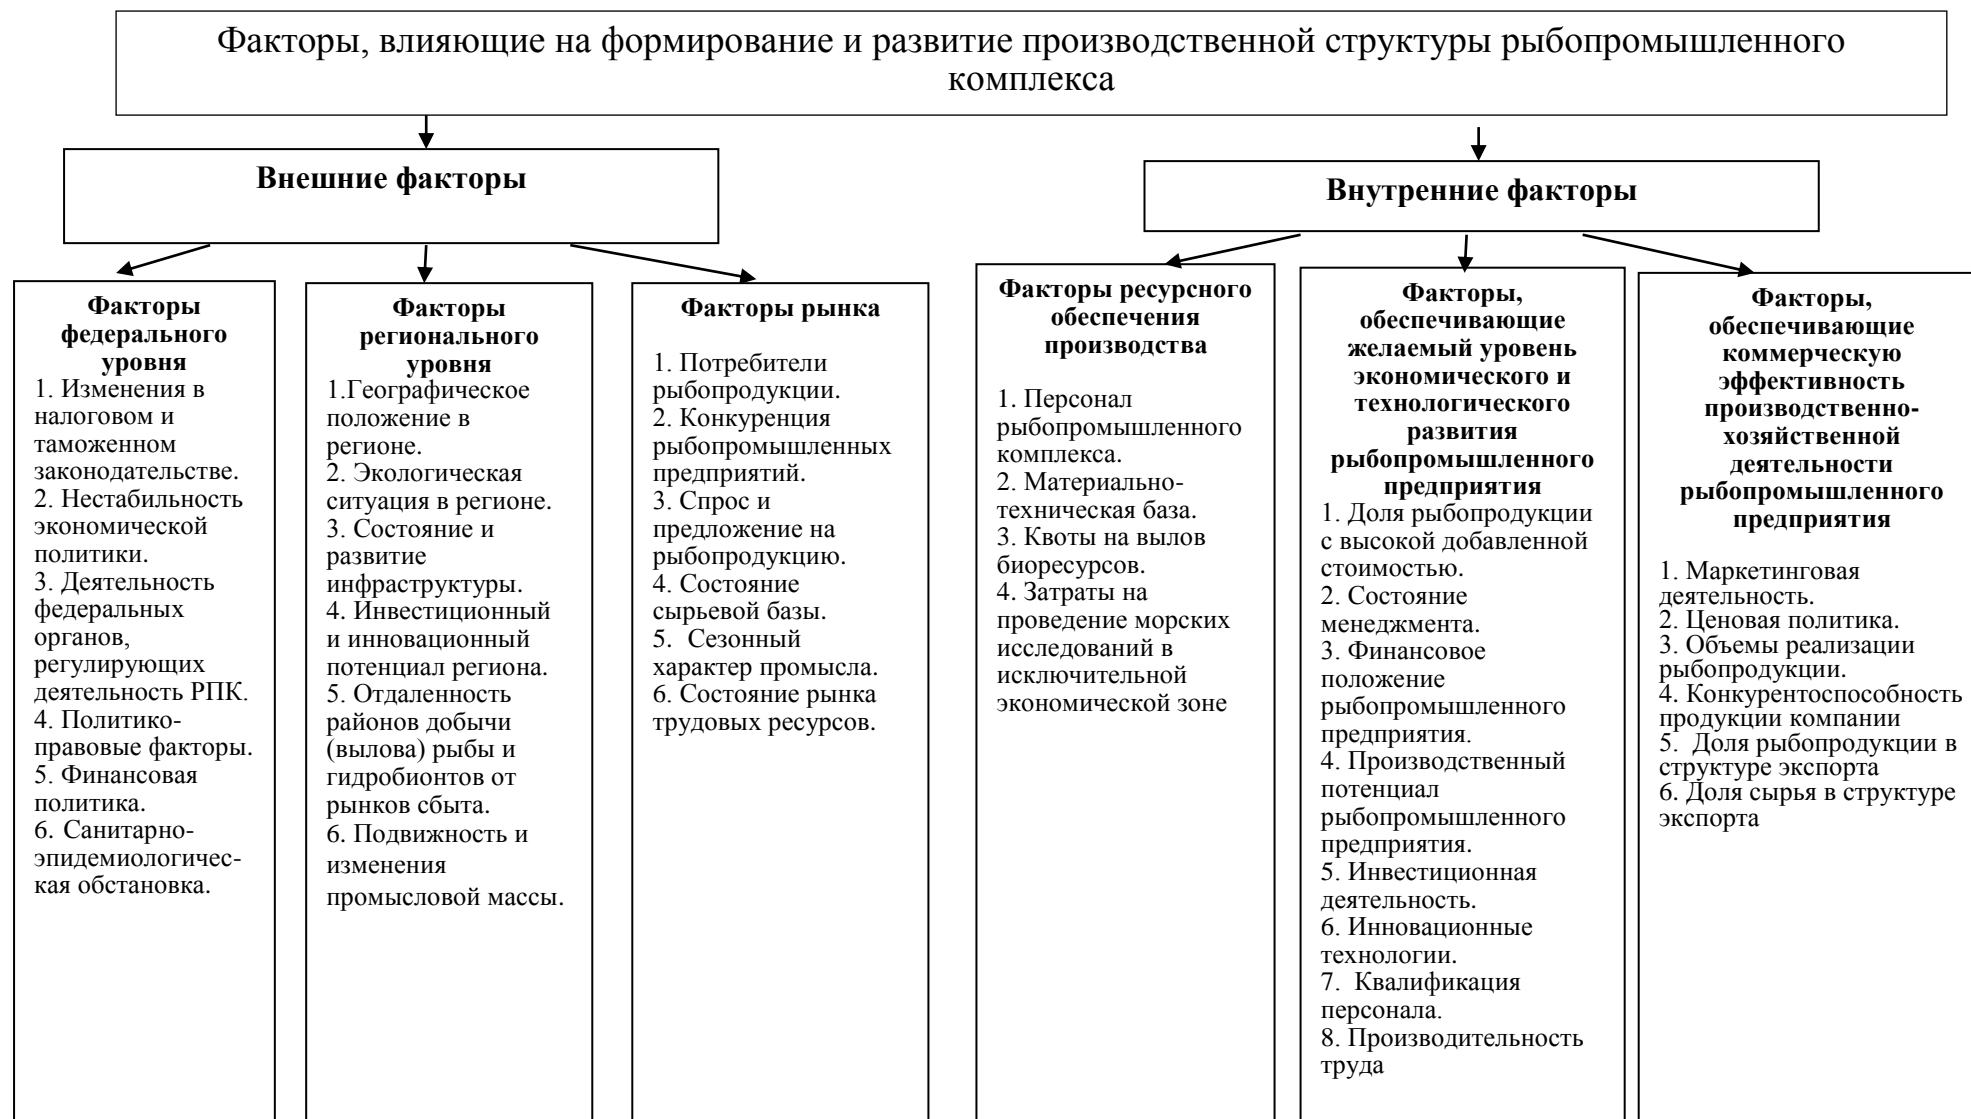 Факторы, влияющие на формирование и развитие производственной структуры рыбопромышленного
комплекса
Внешние факторы
Внутренние факторы
Факторы
федерального
уровня
1. Изменения в
налоговом и
таможенном
законодательстве.
2. Нестабильность
экономической
политики.
3. Деятельность
федеральных
органов,
регулирующих
деятельность РПК.
4. Политико-
правовые факторы.
5. Финансовая
политика.
6. Санитарно-
эпидемиологичес-
кая обстановка.
Факторы
регионального
уровня
1.Географическое
положение в
регионе.
2. Экологическая
ситуация в регионе.
3. Состояние и
развитие
инфраструктуры.
4. Инвестиционный
и инновационный
потенциал региона.
5. Отдаленность
районов добычи
(вылова) рыбы и
гидробионтов от
рынков сбыта.
6. Подвижность и
изменения
промысловой массы.
Факторы рынка
1. Потребители
рыбопродукции.
2. Конкуренция
рыбопромышленных
предприятий.
3. Спрос и
предложение на
рыбопродукцию.
4. Состояние
сырьевой базы.
5. Сезонный
характер промысла.
6. Состояние рынка
трудовых ресурсов.
Факторы ресурсного
обеспечения
производства
1. Персонал
рыбопромышленного
комплекса.
2. Материально-
техническая база.
3. Квоты на вылов
биоресурсов.
4. Затраты на
проведение морских
исследований в
исключительной
экономической зоне
Факторы,
обеспечивающие
желаемый уровень
экономического и
технологического
развития
рыбопромышленного
предприятия
1. Доля рыбопродукции
с высокой добавленной
стоимостью.
2. Состояние
менеджмента.
3. Финансовое
положение
рыбопромышленного
предприятия.
4. Производственный
потенциал
рыбопромышленного
предприятия.
5. Инвестиционная
деятельность.
6. Инновационные
технологии.
7. Квалификация
персонала.
8. Производительность
труда
Факторы,
обеспечивающие
коммерческую
эффективность
производственно-
хозяйственной
деятельности
рыбопромышленного
предприятия
1. Маркетинговая
деятельность.
2. Ценовая политика.
3. Объемы реализации
рыбопродукции.
4. Конкурентоспособность
продукции компании
5. Доля рыбопродукции в
структуре экспорта
6. Доля сырья в структуре
экспорта